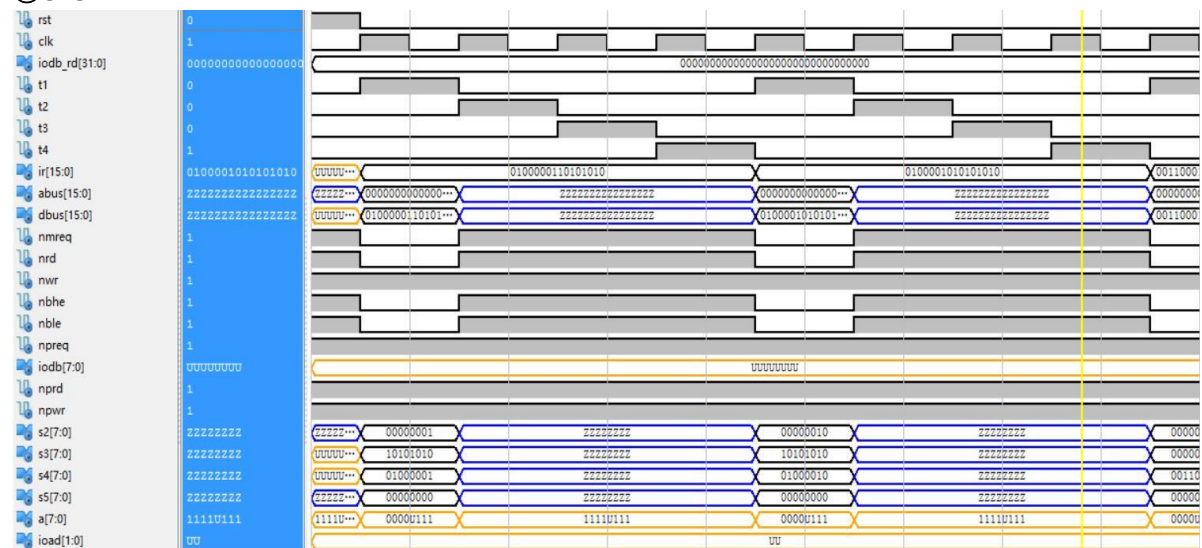 rst 0
clk 1
iodb_rd[31:0] 00000000000000000 00000000000000000000000000000000
t1 0
t2 0
t3 0
t4 1
ir[15:0] 0100001010101010 UUUUU... 0100000110101010 0100001010101010 0011000
abus[15:0] ZZZZZZZZZZZZZZZZ ZZZZZ... 0000000000000... ZZZZZZZZZZZZZZZZ 0000000000000... ZZZZZZZZZZZZZZZZ 0000000
dbus[15:0] ZZZZZZZZZZZZZZZZ UUUUU... 0100000110101... ZZZZZZZZZZZZZZZZ 0100001010101... ZZZZZZZZZZZZZZZZ 0011000
nmreq 1
nrd 1
nwr 1
nbhe 1
nble 1
npreq 1
iodb[7:0] UUUUUUUU UUUUUUUU
nprd 1
npwr 1
s2[7:0] ZZZZZZZZ ZZZZZ... 00000001 ZZZZZZZZ 00000010 ZZZZZZZZ 00000
s3[7:0] ZZZZZZZZ UUUUU... 10101010 ZZZZZZZZ 10101010 ZZZZZZZZ 00000
s4[7:0] ZZZZZZZZ UUUUU... 01000001 ZZZZZZZZ 01000010 ZZZZZZZZ 00110
s5[7:0] ZZZZZZZZ ZZZZZ... 00000000 ZZZZZZZZ 00000000 ZZZZZZZZ 00000
a[7:0] 1111U111 1111U... 0000U111 1111U111 0000U111 1111U111 0000U
ioad[1:0] UU UU